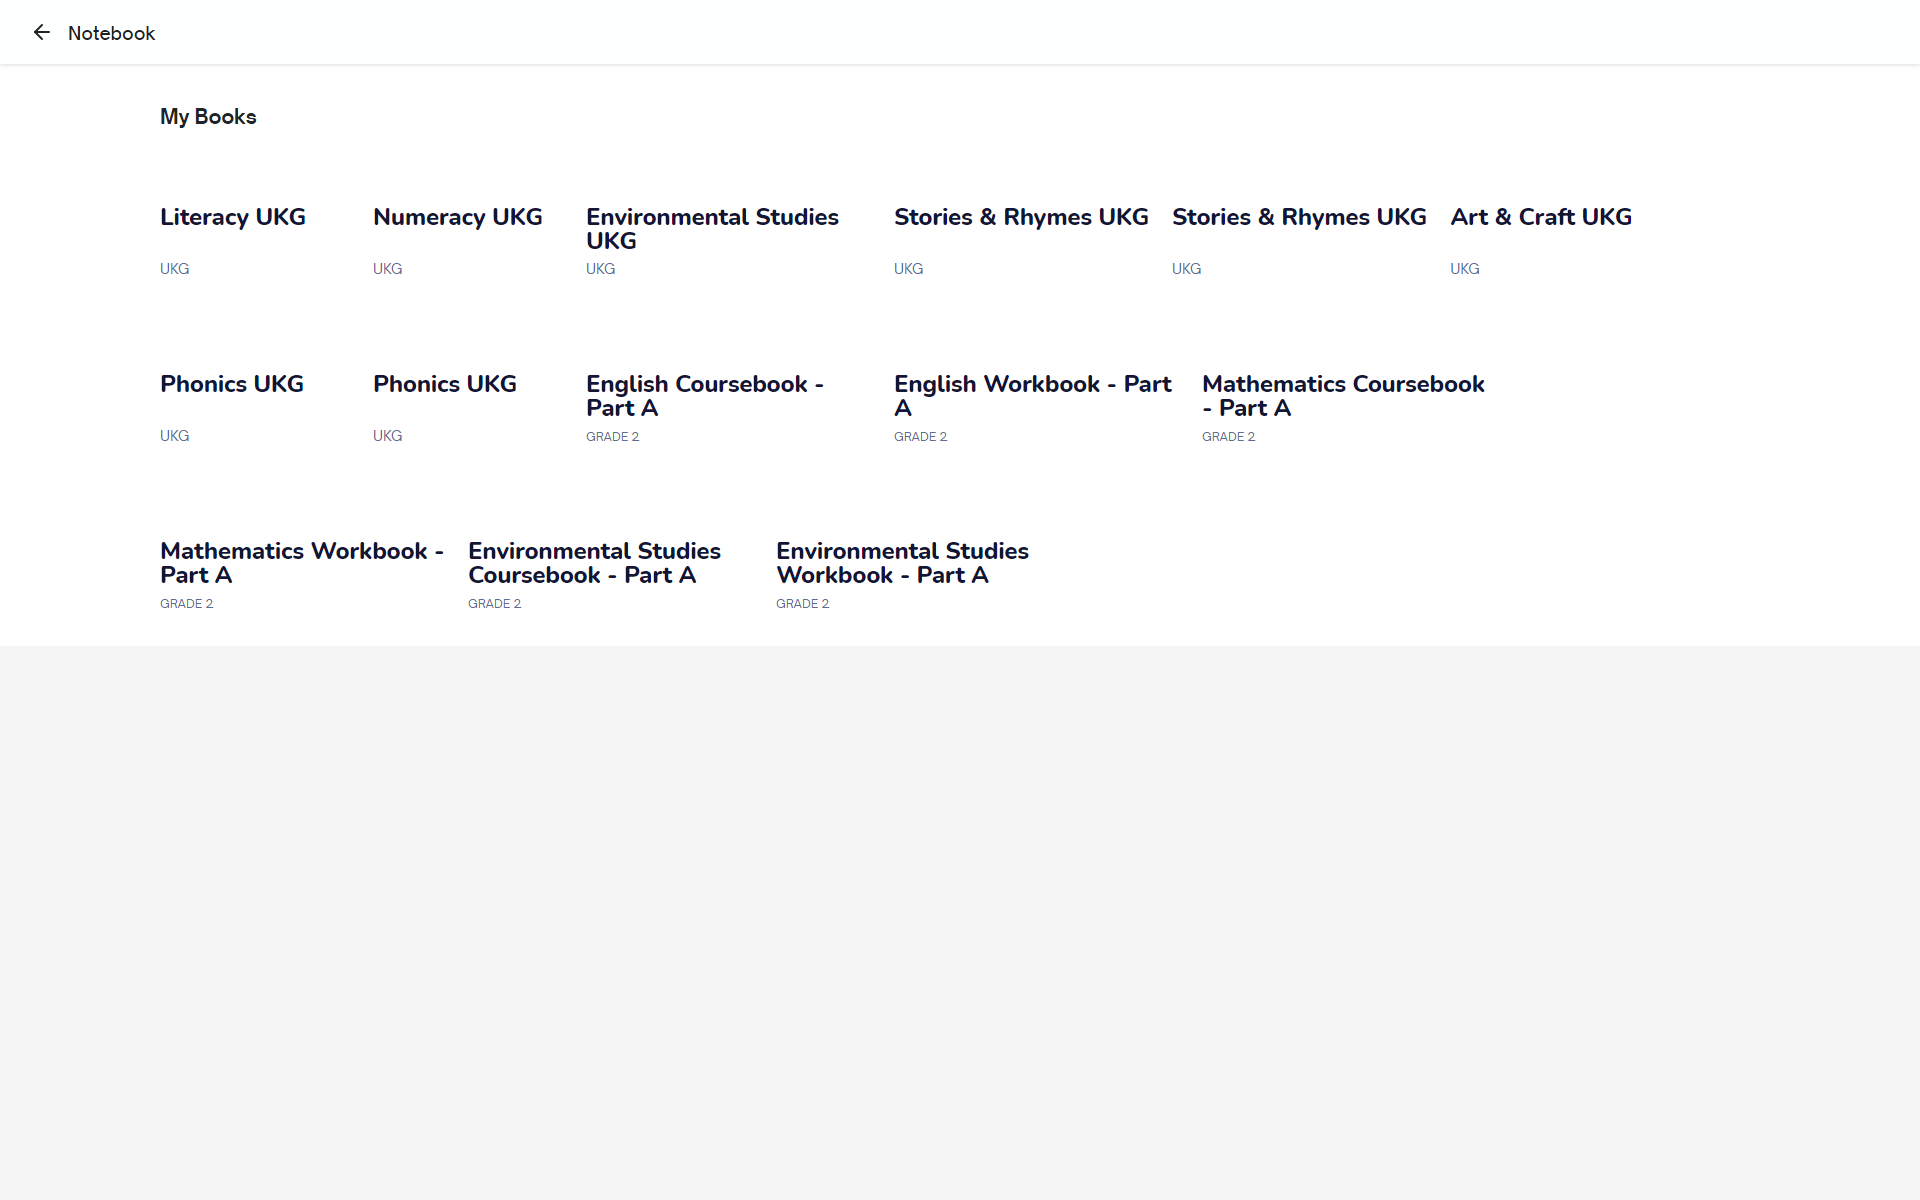 Notebook
My Books
Literacy UKG
UKG
Numeracy UKG
UKG
Environmental Studies
UKG
UKG
Stories & Rhymes UKG
UKG
Stories & Rhymes UKG
UKG
Art & Craft UKG
UKG
Phonics UKG
UKG
Phonics UKG
UKG
English Coursebook -
Part A
GRADE 2
English Workbook - Part
A
GRADE 2
Mathematics Coursebook
- Part A
GRADE 2
Mathematics Workbook -
Part A
GRADE 2
Environmental Studies
Coursebook - Part A
GRADE 2
Environmental Studies
Workbook - Part A
GRADE 2